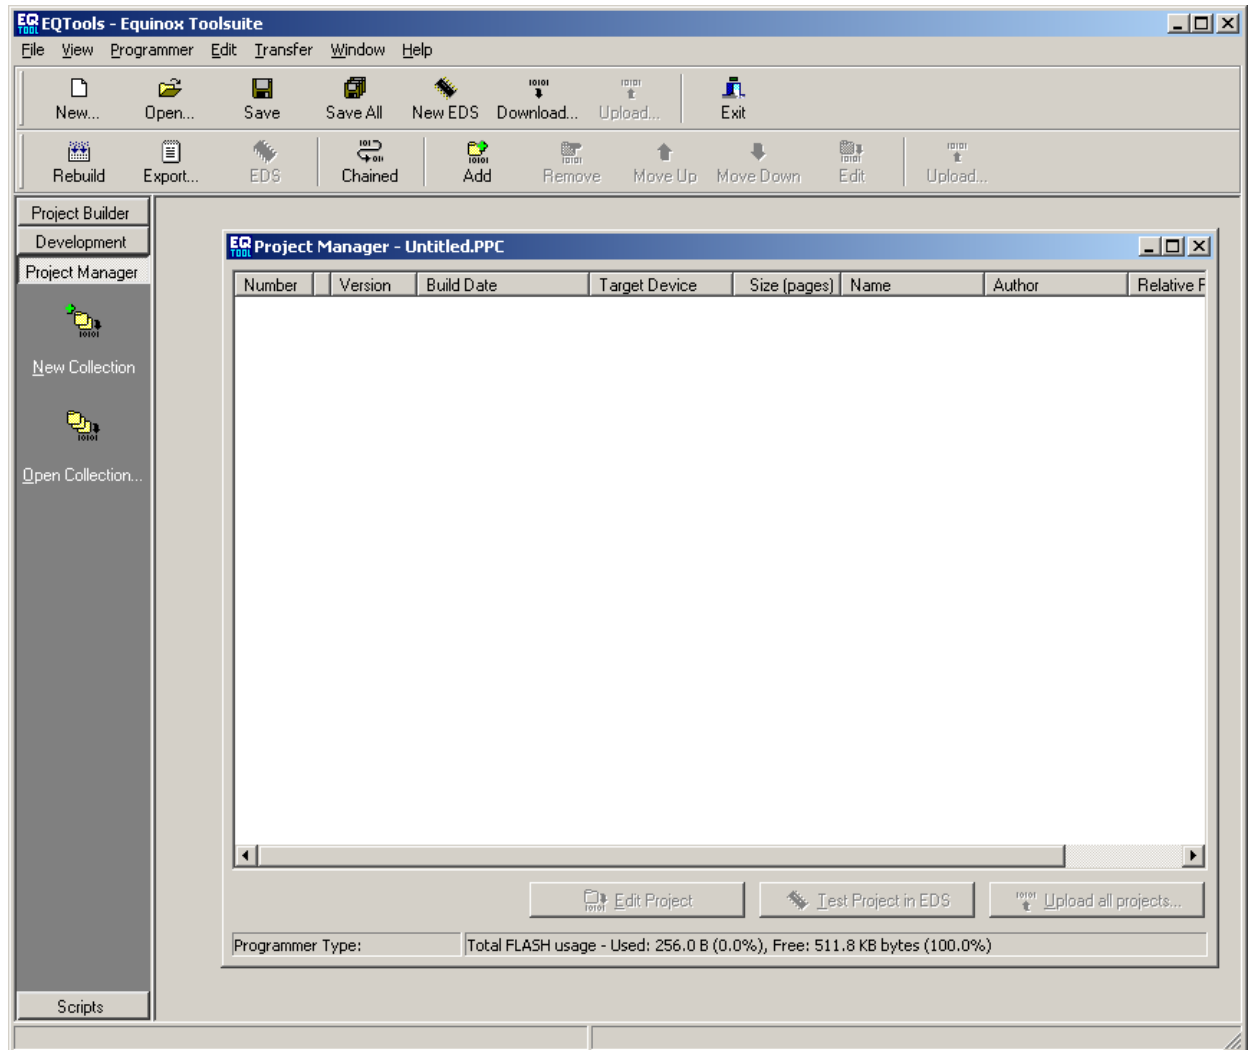 EQTools - Equinox Toolsuite
File View Programmer Edit Transfer Window Help
New... Open... Save Save All New EDS Download... Upload... Exit
Rebuild Export... EDS Chained Add Remove Move Up Move Down Edit Upload...
Project Builder
Development
Project Manager
New Collection
Open Collection...
Scripts
Project Manager - Untitled.PPC
Number Version Build Date Target Device Size (pages) Name Author Relative
Edit Project Test Project in EDS Upload all projects...
Programmer Type: Total FLASH usage - Used: 256.0 B (0.0%), Free: 511.8 KB bytes (100.0%)